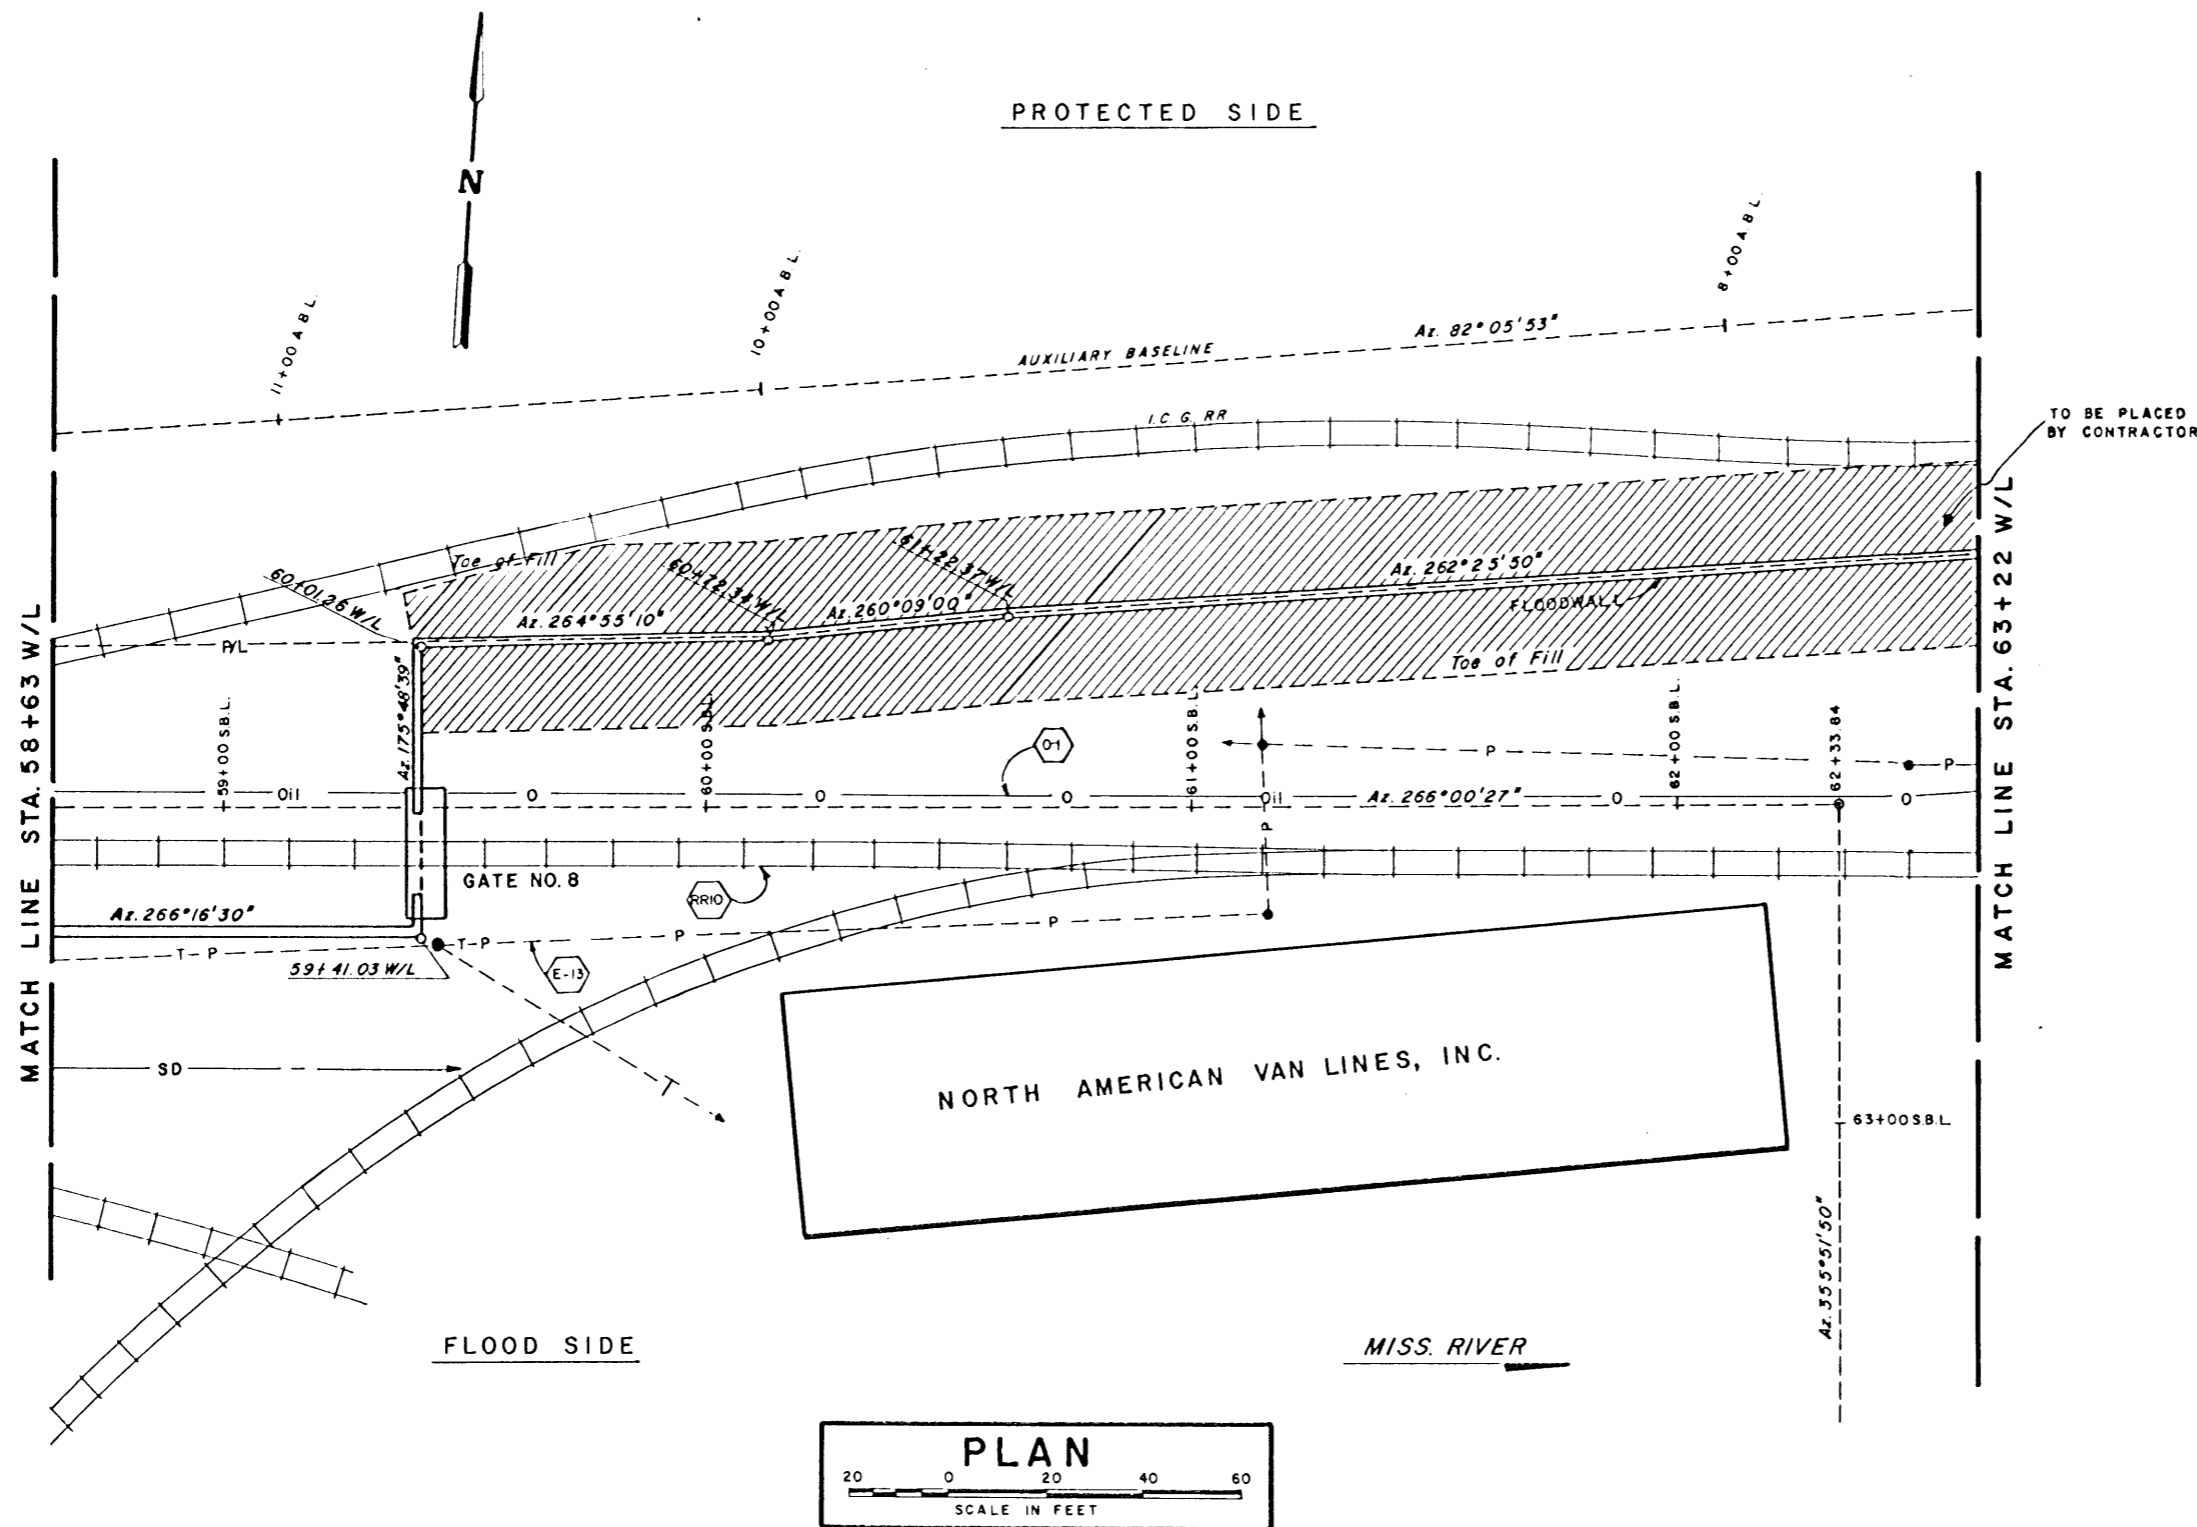 PROTECTED SIDE
N
11+00 A.B.L.
10+00 A.B.L.
8+00 A.B.L.
AUXILIARY BASELINE
Az. 82°05'53"
I.C.G. RR
TO BE PLACED
BY CONTRACTOR
Toe of Fill
60+01.26 W/L
60+72.34 W/L
61+22.37 W/L
Az. 264°55'10"
Az. 260°09'00"
Az. 262°25'50"
FLOODWALL
P/L
Toe of Fill
MATCH LINE STA. 58+63 W/L
MATCH LINE STA. 63+22 W/L
Az. 175°48'39"
59+00 S.B.L.
60+00 S.B.L.
61+00 S.B.L.
62+00 S.B.L.
62+33.84
O-1
P
P
Oil
O
O
O
Oil
Az. 266°00'27"
O
O
P
GATE NO. 8
RR10
Az. 266°16'30"
T-P
T-P
P
P
59+41.03 W/L
E-13
SD
T
NORTH AMERICAN VAN LINES, INC.
63+00 S.B.L.
Az. 355°51'50"
FLOOD SIDE
MISS. RIVER
PLAN
20 0 20 40 60
SCALE IN FEET